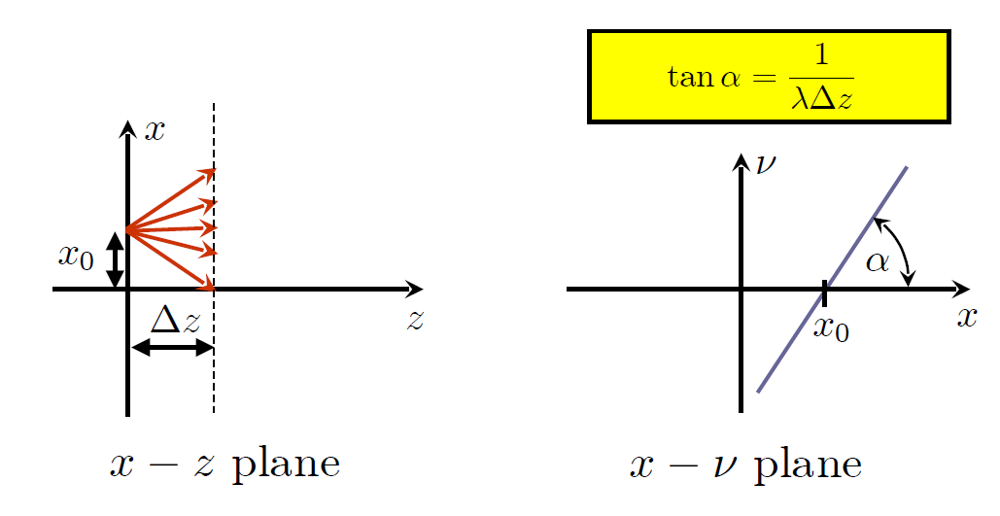 x
x₀
Δz
z
x − z plane
tan α = 1/(λΔz)
ν
α
x₀
x
x − ν plane